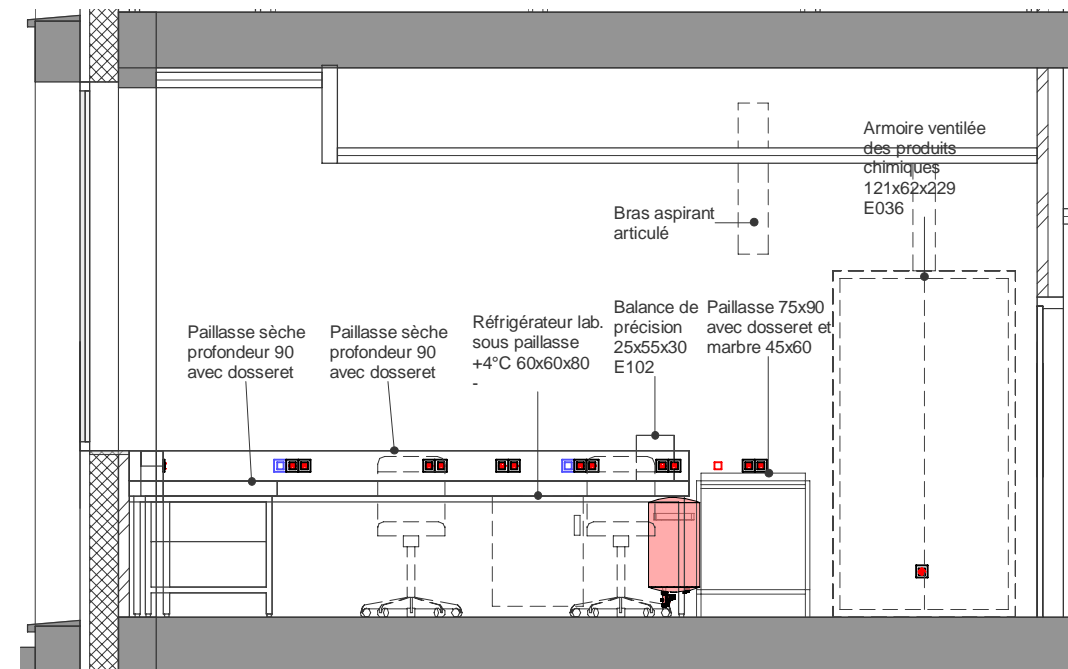 Armoire ventilée
des produits
chimiques
121x62x229
E036
Bras aspirant
articulé
Paillasse sèche
profondeur 90
avec dosseret
Paillasse sèche
profondeur 90
avec dosseret
Réfrigérateur lab.
sous paillasse
+4°C 60x60x80
-
Balance de
précision
25x55x30
E102
Paillasse 75x90
avec dosseret et
marbre 45x60